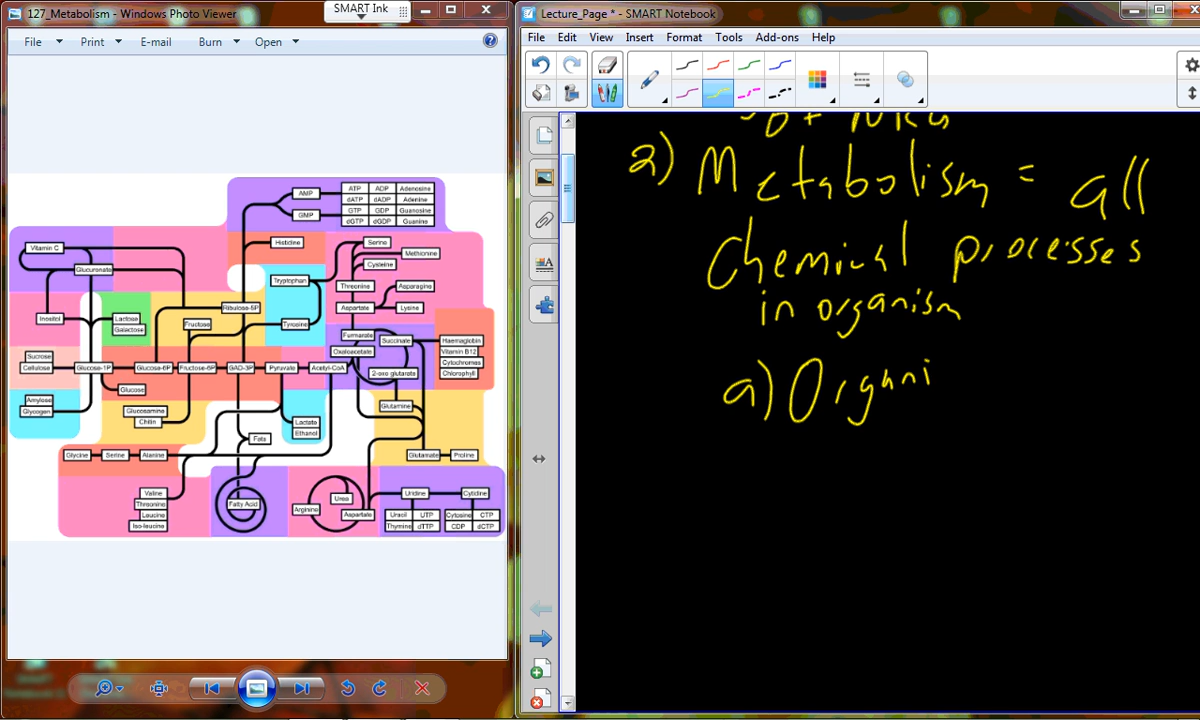 127_Metabolism - Windows Photo Viewer
SMART Ink
File Print E-mail Burn Open
AMP
GMP
ATP ADP Adenosine
dATP dADP Adenine
GTP GDP Guanosine
dGTP dGDP Guanine
Vitamin C
Glucuronate
Histidine
Serine
Methionine
Cysteine
Tryptophan
Threonine
Asparagine
Inositol
Lactose
Galactose
Ribulose-5P
Aspartate
Lysine
Fructose
Tyrosine
Fumarate
Oxaloacetate
Succinate
Haemaglobin
Vitamin B12
Cytochromes
Chlorophyll
Sucrose
Cellulose
Glucose-1P
Glucose-6P
Fructose-6P
GAD-3P
Pyruvate
Acetyl-CoA
2-oxo glutarate
Glucose
Amylose
Glycogen
Glucosamine
Chitin
Glutamine
Lactate
Ethanol
Fats
Glycine
Serine
Alanine
Glutamate
Proline
Valine
Threonine
Leucine
Iso-leucine
Fatty Acid
Arginine
Urea
Aspartate
Uridine
Cytidine
Uracil UTP
Thymine dTTP
Cytosine CTP
CDP dCTP
Lecture_Page * - SMART Notebook
File Edit View Insert Format Tools Add-ons Help
2) Metabolism = all
chemical processes
in organism
a) Organi